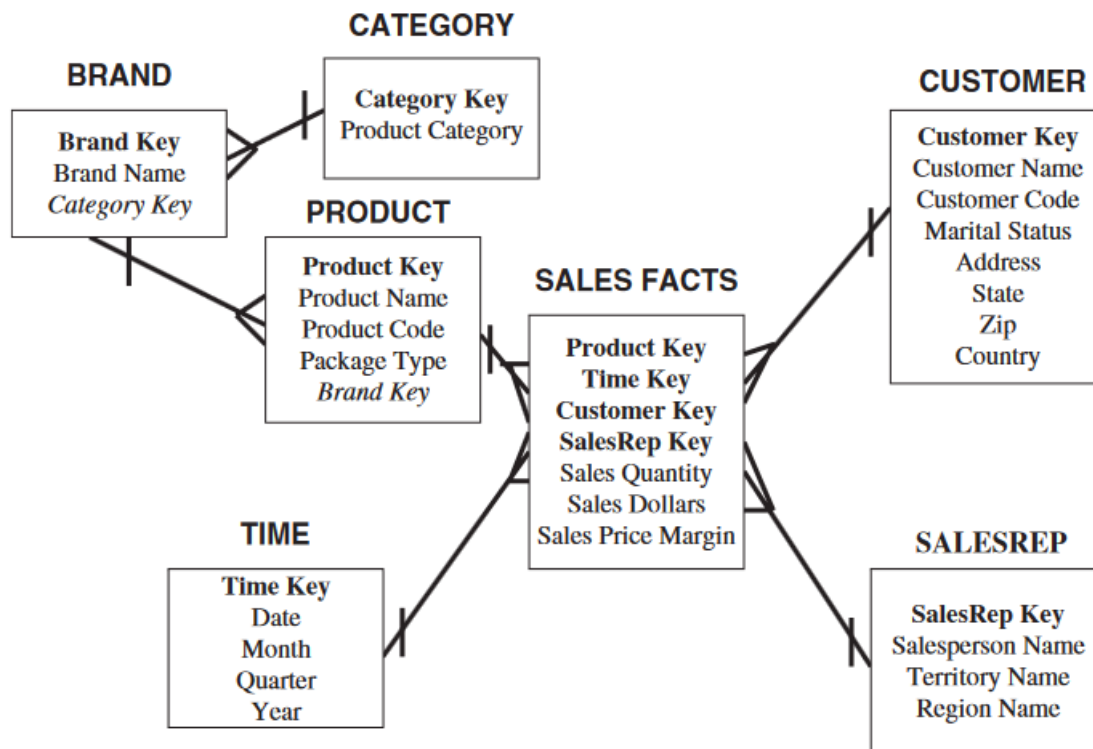 CATEGORY
Category Key
Product Category
BRAND
Brand Key
Brand Name
Category Key
PRODUCT
Product Key
Product Name
Product Code
Package Type
Brand Key
SALES FACTS
Product Key
Time Key
Customer Key
SalesRep Key
Sales Quantity
Sales Dollars
Sales Price Margin
CUSTOMER
Customer Key
Customer Name
Customer Code
Marital Status
Address
State
Zip
Country
TIME
Time Key
Date
Month
Quarter
Year
SALESREP
SalesRep Key
Salesperson Name
Territory Name
Region Name